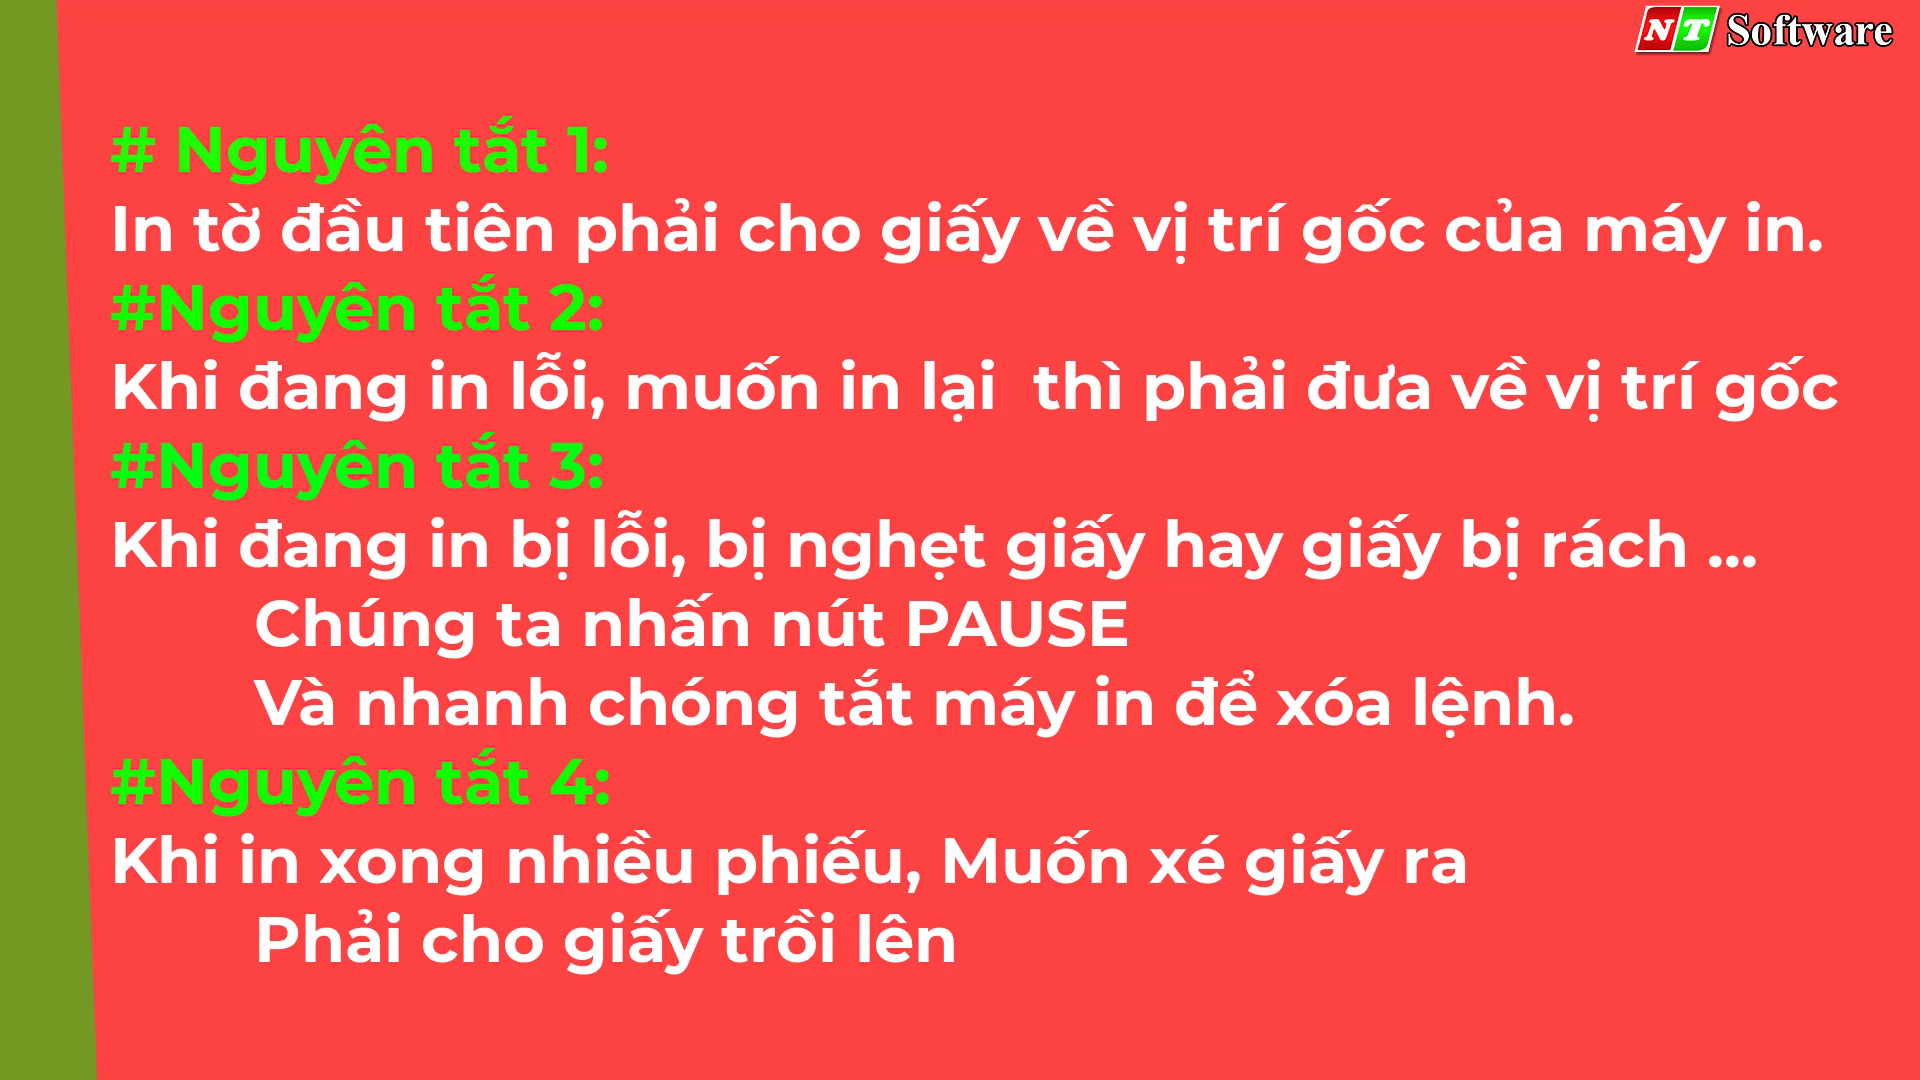 NT Software
# Nguyên tắt 1:
In tờ đầu tiên phải cho giấy về vị trí gốc của máy in.
#Nguyên tắt 2:
Khi đang in lỗi, muốn in lại  thì phải đưa về vị trí gốc
#Nguyên tắt 3:
Khi đang in bị lỗi, bị nghẹt giấy hay giấy bị rách ...
Chúng ta nhấn nút PAUSE
Và nhanh chóng tắt máy in để xóa lệnh.
#Nguyên tắt 4:
Khi in xong nhiều phiếu, Muốn xé giấy ra
Phải cho giấy trồi lên